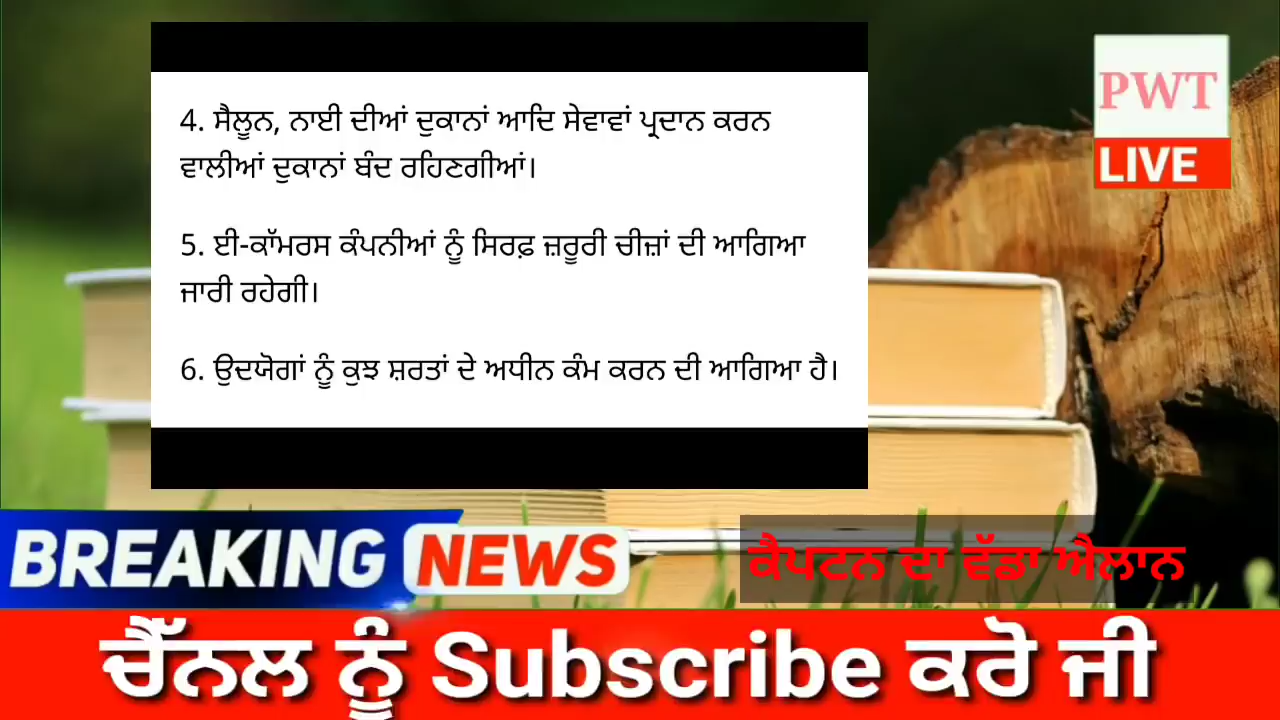 4. ਸੈਲੂਨ, ਨਾਈ ਦੀਆਂ ਦੁਕਾਨਾਂ ਆਦਿ ਸੇਵਾਵਾਂ ਪ੍ਰਦਾਨ ਕਰਨ
ਵਾਲੀਆਂ ਦੁਕਾਨਾਂ ਬੰਦ ਰਹਿਣਗੀਆਂ।
5. ਈ-ਕਾੱਮਰਸ ਕੰਪਨੀਆਂ ਨੂੰ ਸਿਰਫ਼ ਜ਼ਰੂਰੀ ਚੀਜ਼ਾਂ ਦੀ ਆਗਿਆ
ਜਾਰੀ ਰਹੇਗੀ।
6. ਉਦਯੋਗਾਂ ਨੂੰ ਕੁਝ ਸ਼ਰਤਾਂ ਦੇ ਅਧੀਨ ਕੰਮ ਕਰਨ ਦੀ ਆਗਿਆ ਹੈ।
PWT
LIVE
BREAKING NEWS
ਕੈਪਟਨ ਦਾ ਵੱਡਾ ਐਲਾਨ
ਚੈੱਨਲ ਨੂੰ Subscribe ਕਰੋ ਜੀ